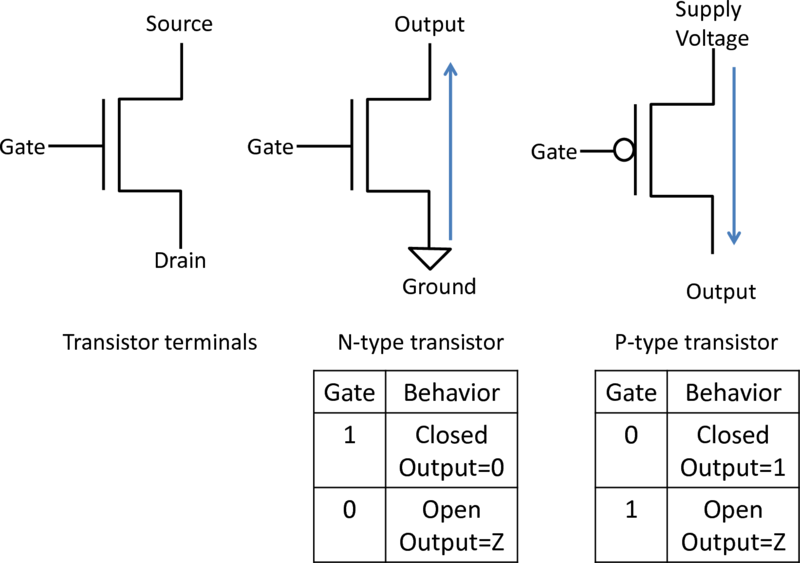 Source
Gate
Drain
Transistor terminals
Output
Gate
Ground
N-type transistor
Gate Behavior
1 Closed
Output=0
0 Open
Output=Z
Supply
Voltage
Gate
Output
P-type transistor
Gate Behavior
0 Closed
Output=1
1 Open
Output=Z